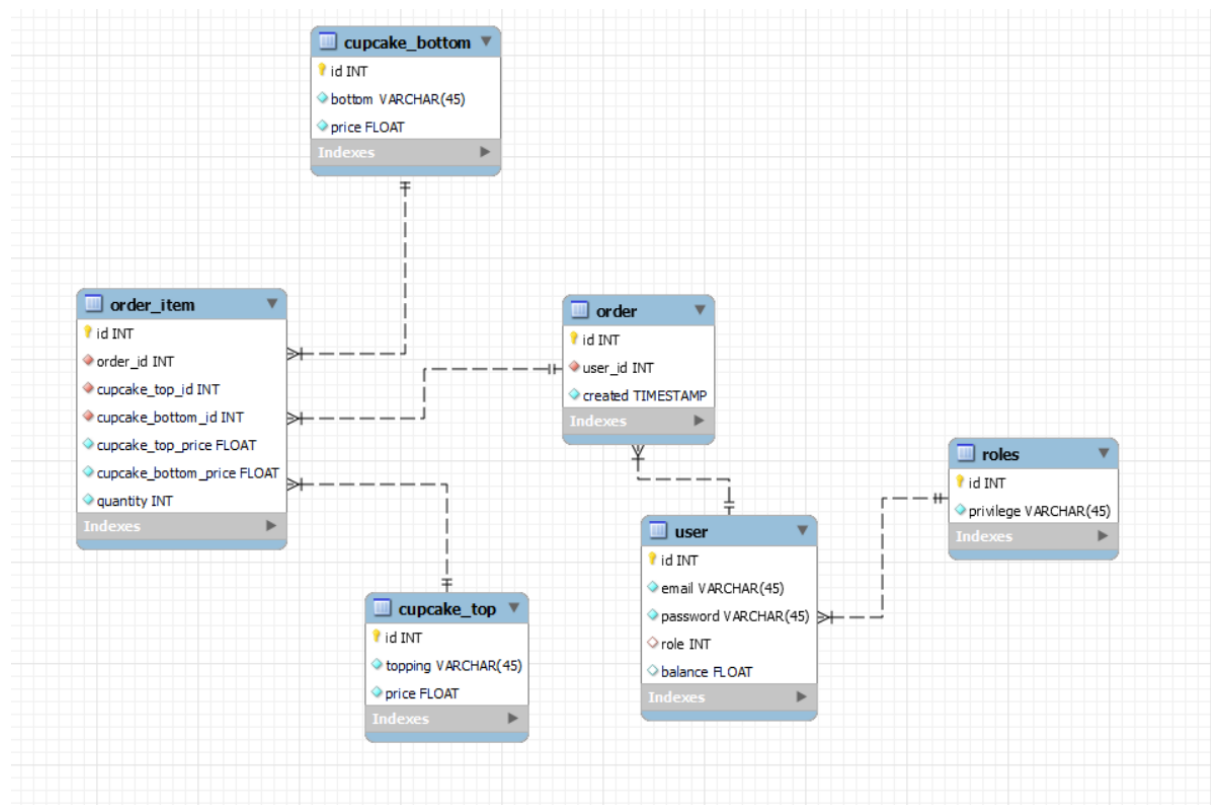 cupcake_bottom
id INT
bottom VARCHAR(45)
price FLOAT
Indexes
order_item
id INT
order_id INT
cupcake_top_id INT
cupcake_bottom_id INT
cupcake_top_price FLOAT
cupcake_bottom_price FLOAT
quantity INT
Indexes
order
id INT
user_id INT
created TIMESTAMP
Indexes
roles
id INT
privilege VARCHAR(45)
Indexes
user
id INT
email VARCHAR(45)
password VARCHAR(45)
role INT
balance FLOAT
Indexes
cupcake_top
id INT
topping VARCHAR(45)
price FLOAT
Indexes